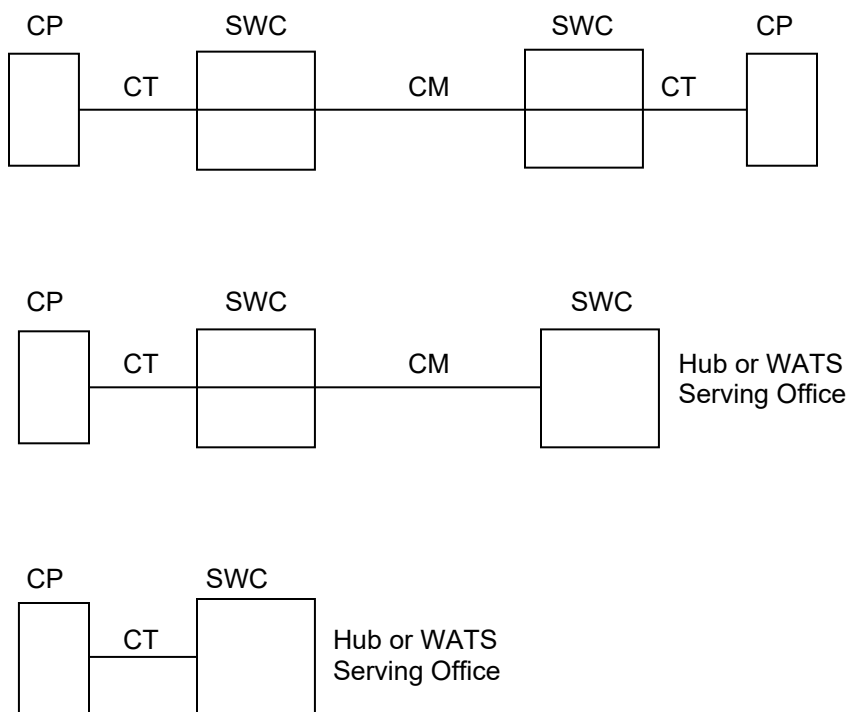 CP SWC SWC CP
CT CM CT
CP SWC SWC
CT CM Hub or WATS
Serving Office
CP SWC
CT Hub or WATS
Serving Office